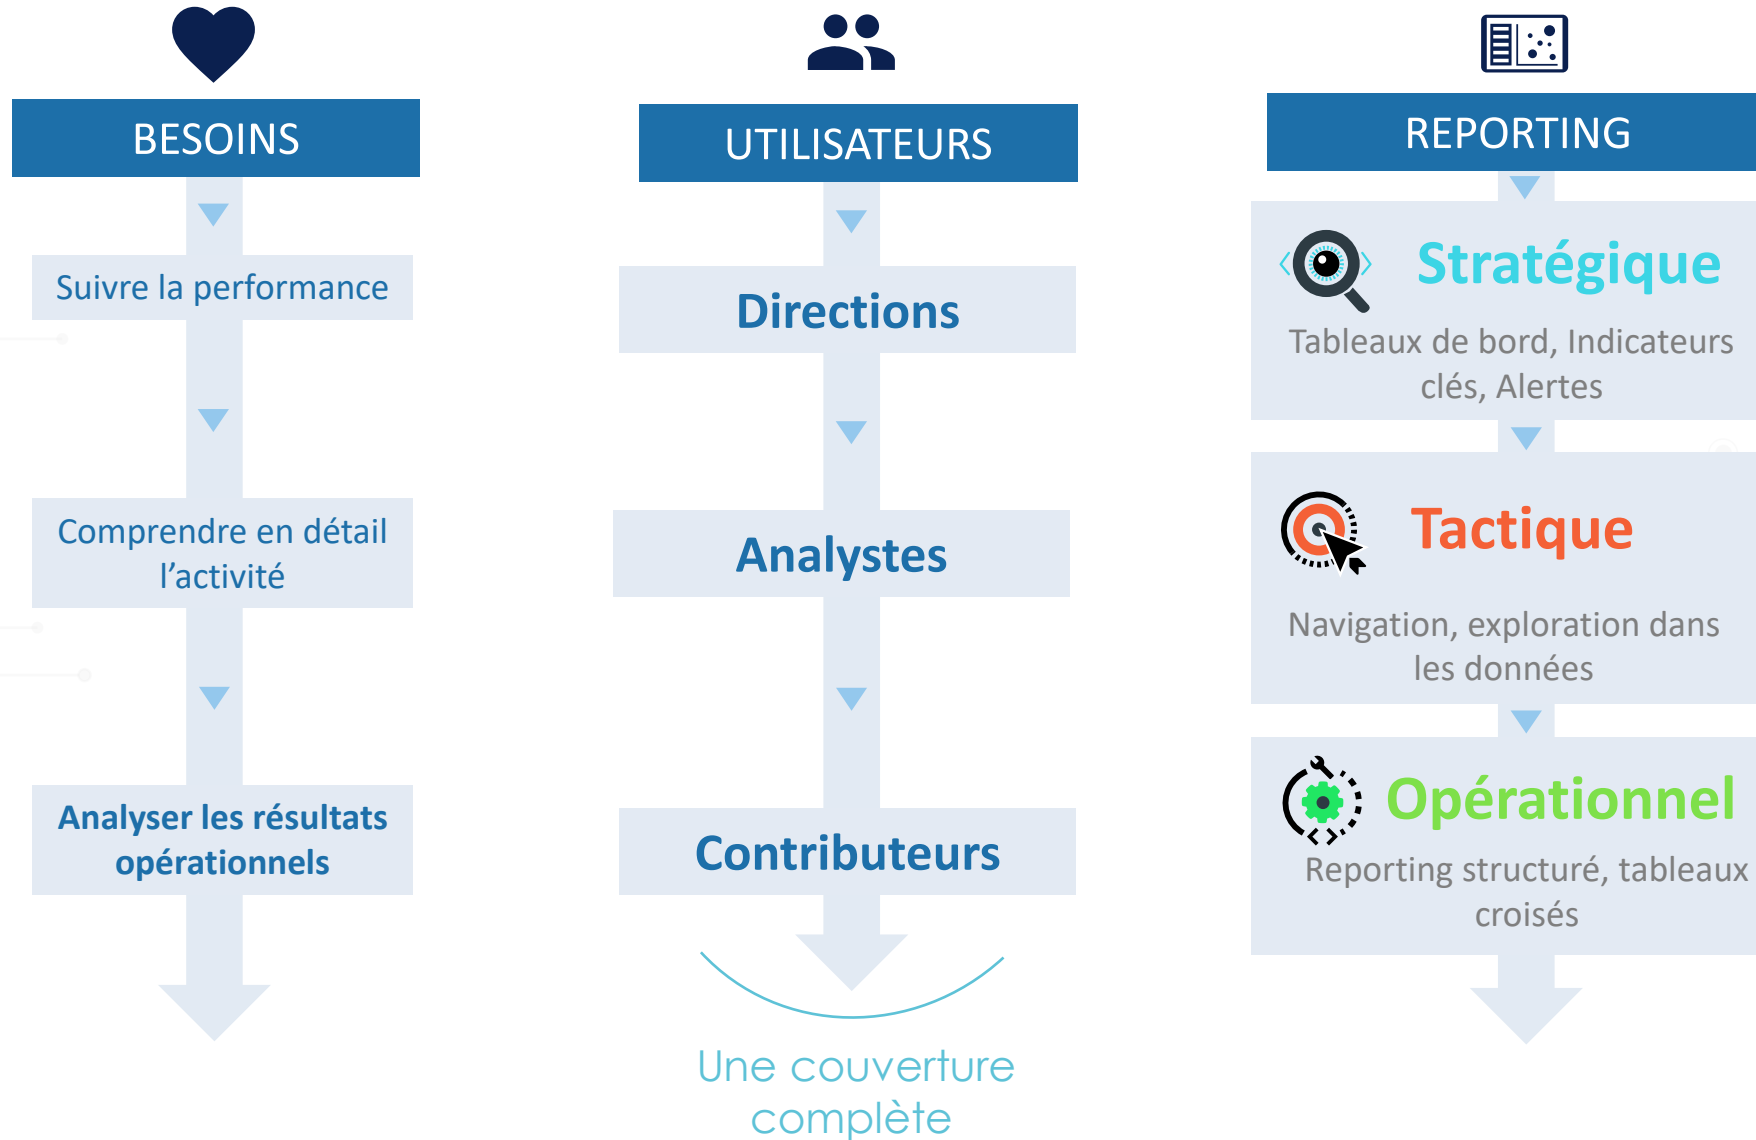 BESOINS
Suivre la performance
Comprendre en détail
l’activité
Analyser les résultats
opérationnels
UTILISATEURS
Directions
Analystes
Contributeurs
Une couverture
complète
REPORTING
Stratégique
Tableaux de bord, Indicateurs
clés, Alertes
Tactique
Navigation, exploration dans
les données
Opérationnel
Reporting structuré, tableaux
croisés